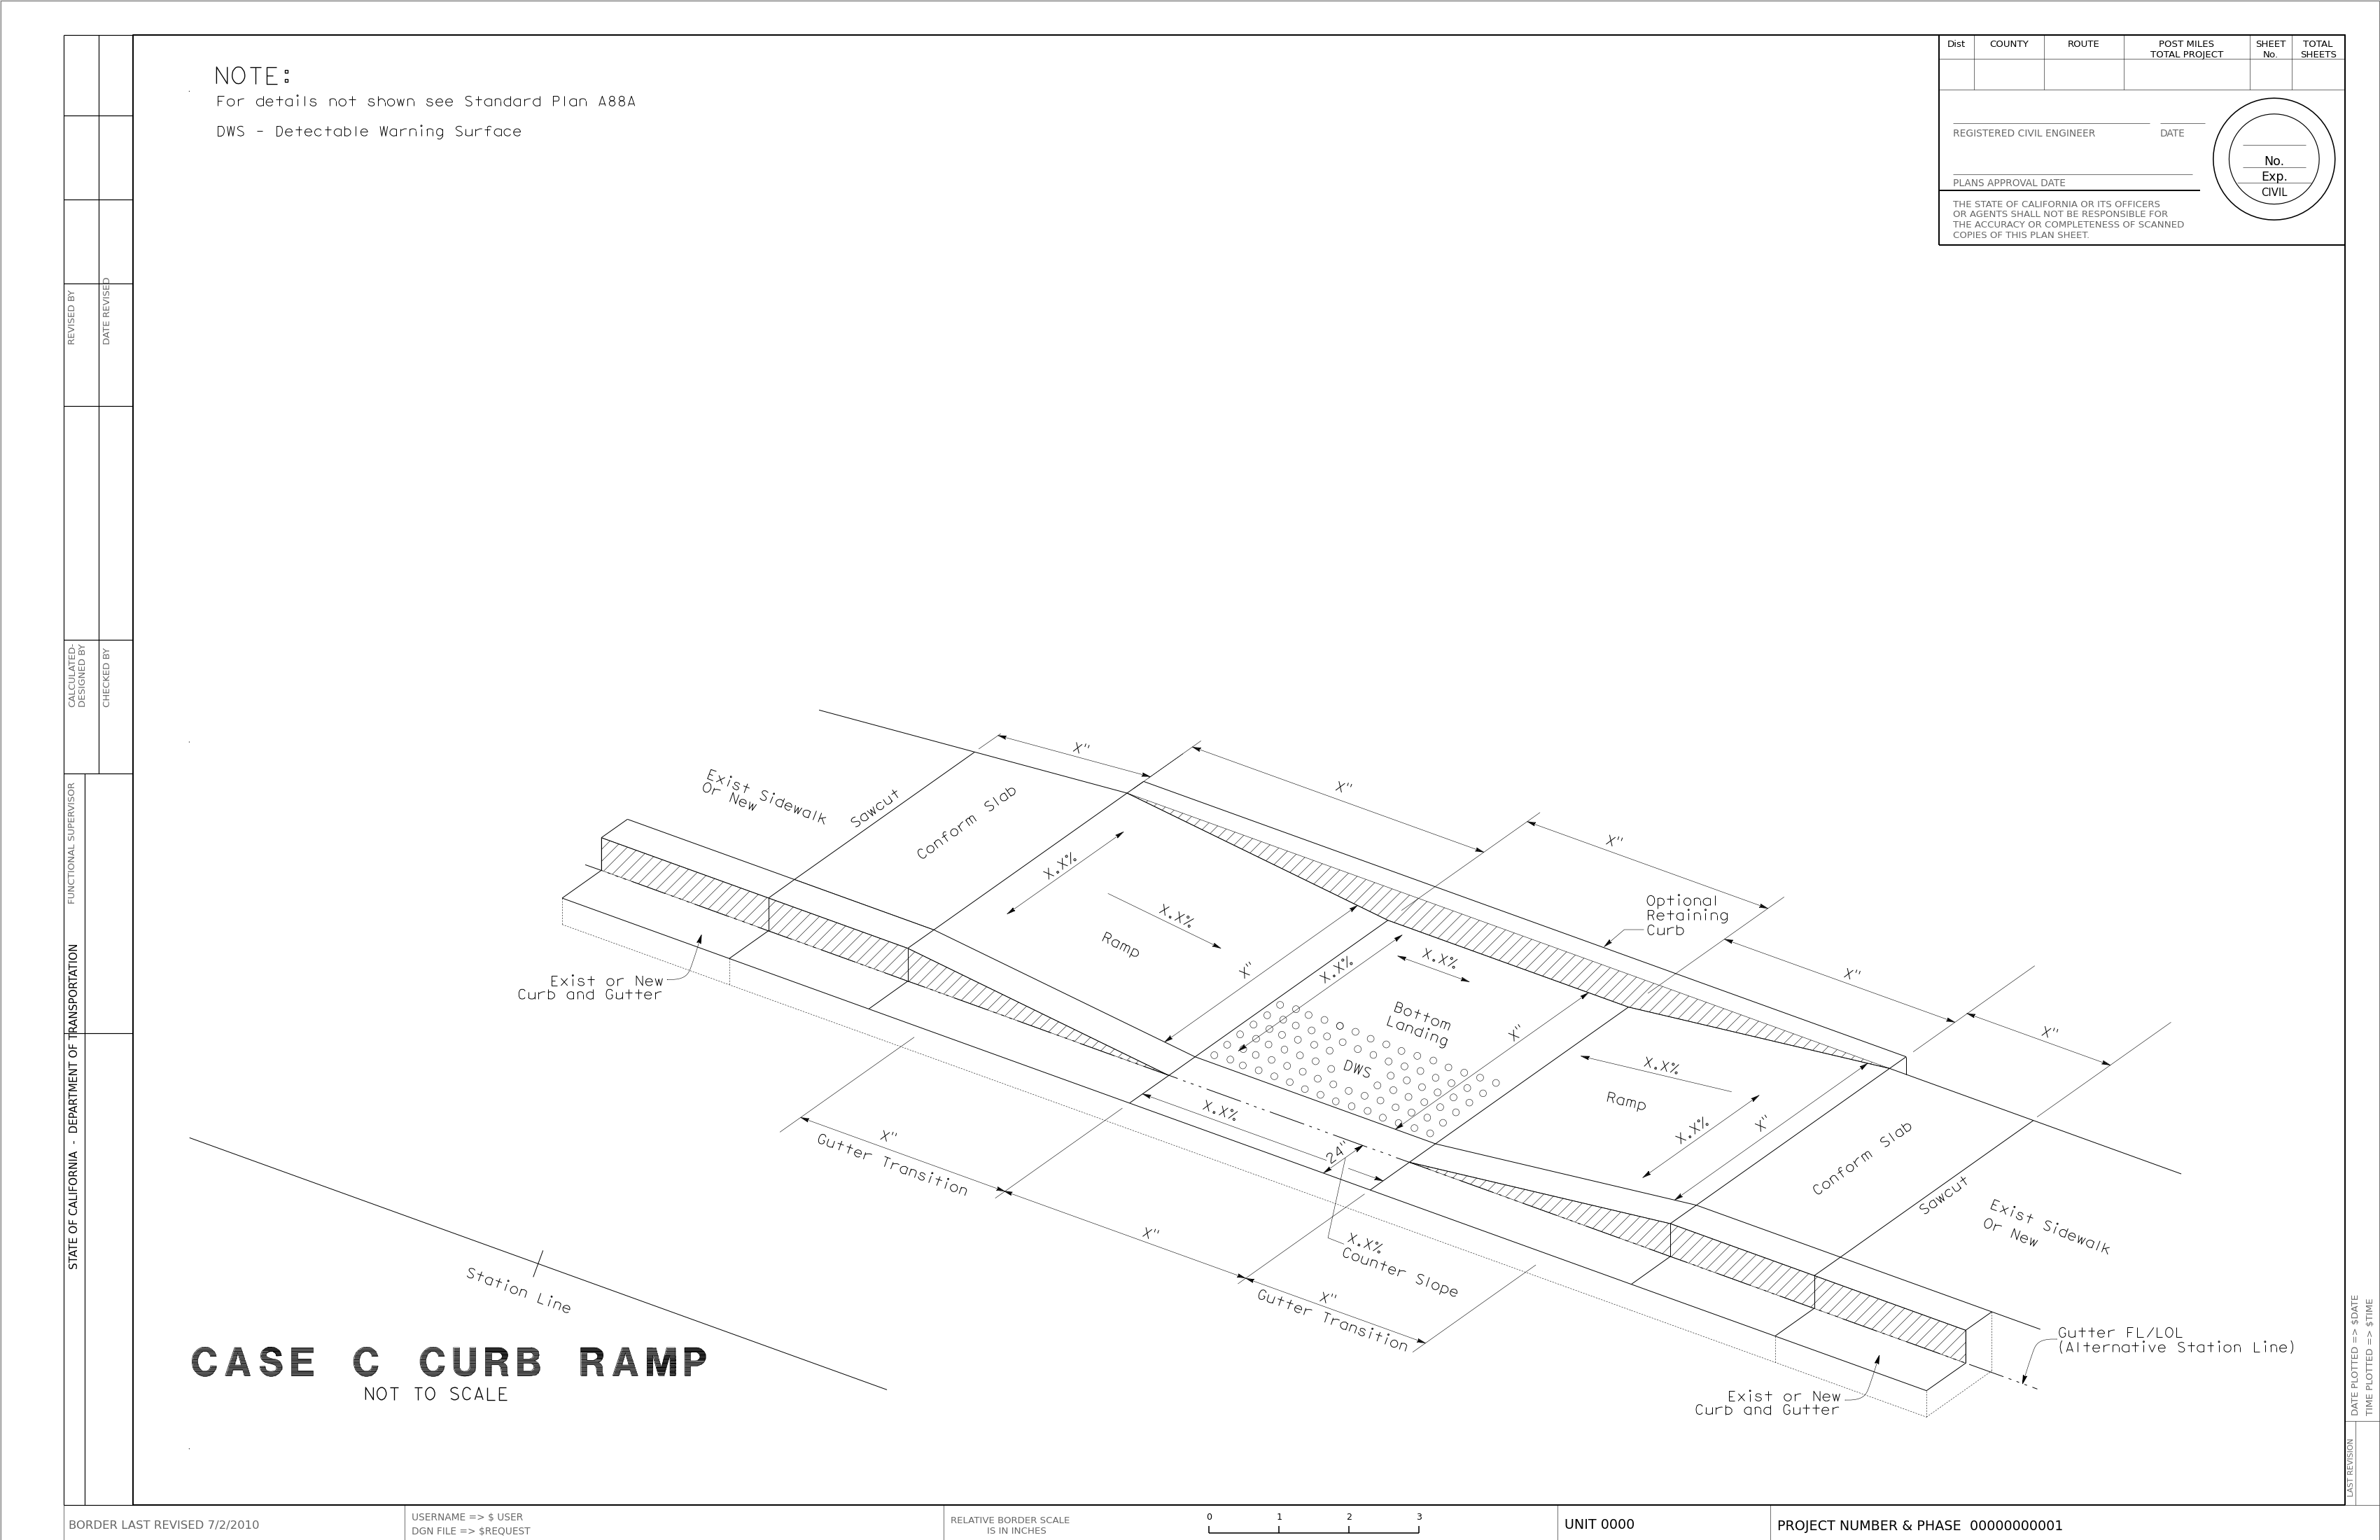 NOTE:
For details not shown see Standard Plan A88A
DWS - Detectable Warning Surface
Dist
COUNTY
ROUTE
POST MILES
TOTAL PROJECT
SHEET
No.
TOTAL
SHEETS
REGISTERED CIVIL ENGINEER
DATE
PLANS APPROVAL DATE
No.
Exp.
CIVIL
THE STATE OF CALIFORNIA OR ITS OFFICERS
OR AGENTS SHALL NOT BE RESPONSIBLE FOR
THE ACCURACY OR COMPLETENESS OF SCANNED
COPIES OF THIS PLAN SHEET.
REVISED BY
DATE REVISED
CALCULATED-
DESIGNED BY
CHECKED BY
FUNCTIONAL SUPERVISOR
STATE OF CALIFORNIA - DEPARTMENT OF TRANSPORTATION
X"
X"
X"
X"
X"
Exist Sidewalk
Or New
Sawcut
Conform Slab
X.X%
X.X%
Ramp
X"
X.X%
X.X%
Optional
Retaining
Curb
Bottom
Landing
X"
DWS
X.X%
Ramp
X.X%
X"
Conform Slab
Sawcut
Exist Sidewalk
Or New
Exist or New
Curb and Gutter
X.X%
24"
X"
Gutter Transition
X"
X.X%
Counter Slope
X"
Gutter Transition
Station Line
Gutter FL/LOL
(Alternative Station Line)
Exist or New
Curb and Gutter
CASE C CURB RAMP
NOT TO SCALE
DATE PLOTTED => $DATE
TIME PLOTTED => $TIME
LAST REVISION
BORDER LAST REVISED 7/2/2010
USERNAME => $ USER
DGN FILE => $REQUEST
RELATIVE BORDER SCALE
IS IN INCHES
0 1 2 3
UNIT 0000
PROJECT NUMBER & PHASE 00000000001